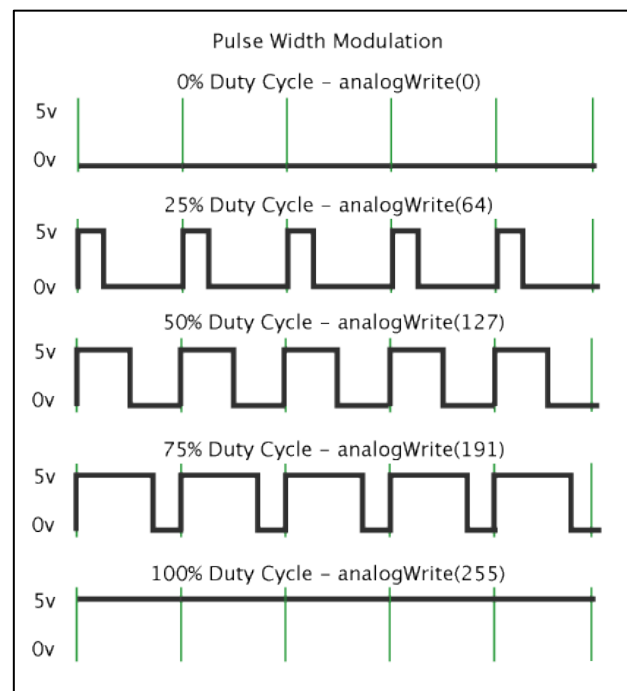 Pulse Width Modulation
0% Duty Cycle – analogWrite(0)
5v
0v
25% Duty Cycle – analogWrite(64)
5v
0v
50% Duty Cycle – analogWrite(127)
5v
0v
75% Duty Cycle – analogWrite(191)
5v
0v
100% Duty Cycle – analogWrite(255)
5v
0v